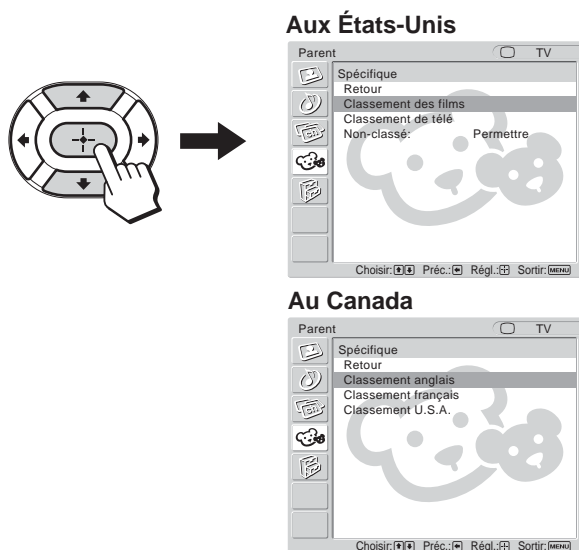 Aux États-Unis
Parent TV
Spécifique
Retour
Classement des films
Classement de télé
Non-classé: Permettre
Choisir: Préc.: Régl.: Sortir: MENU
Au Canada
Parent TV
Spécifique
Retour
Classement anglais
Classement français
Classement U.S.A.
Choisir: Préc.: Régl.: Sortir: MENU